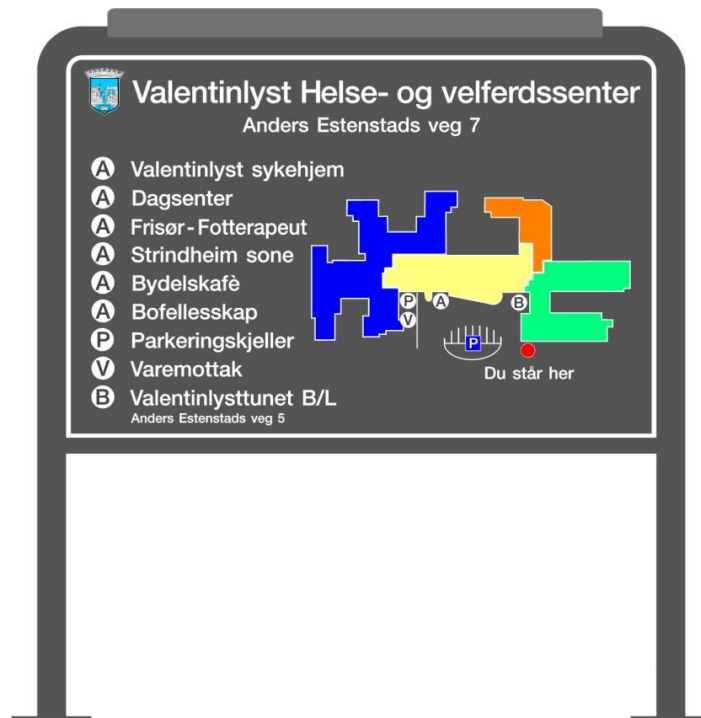 Valentinlyst Helse- og velferdssenter
Anders Estenstads veg 7
A Valentinlyst sykehjem
A Dagsenter
A Frisør-Fotterapeut
A Strindheim sone
A Bydelskafè
A Bofellesskap
P Parkeringskjeller
V Varemottak
B Valentinlysttunet B/L
Anders Estenstads veg 5
P A B
V
P
Du står her